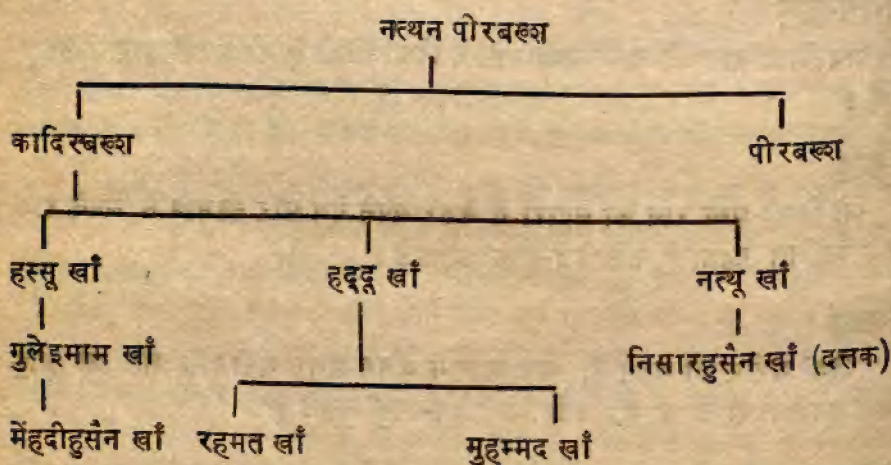 नत्थन पीरबख्श
कादिरबख्श पीरबख्श
हस्सू खाँ हद्दू खाँ नत्थू खाँ
गुलेइमाम खाँ निसारहुसैन खाँ (दत्तक)
मेंहदीहुसैन खाँ रहमत खाँ मुहम्मद खाँ